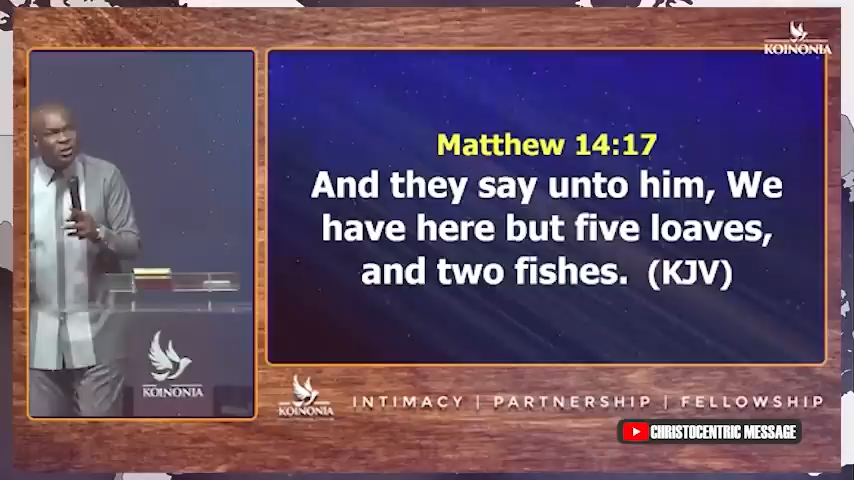 KOINONIA
Matthew 14:17
And they say unto him, We
have here but five loaves,
and two fishes. (KJV)
KOINONIA
KOINONIA
INTIMACY | PARTNERSHIP | FELLOWSHIP
CHRISTOCENTRIC MESSAGE